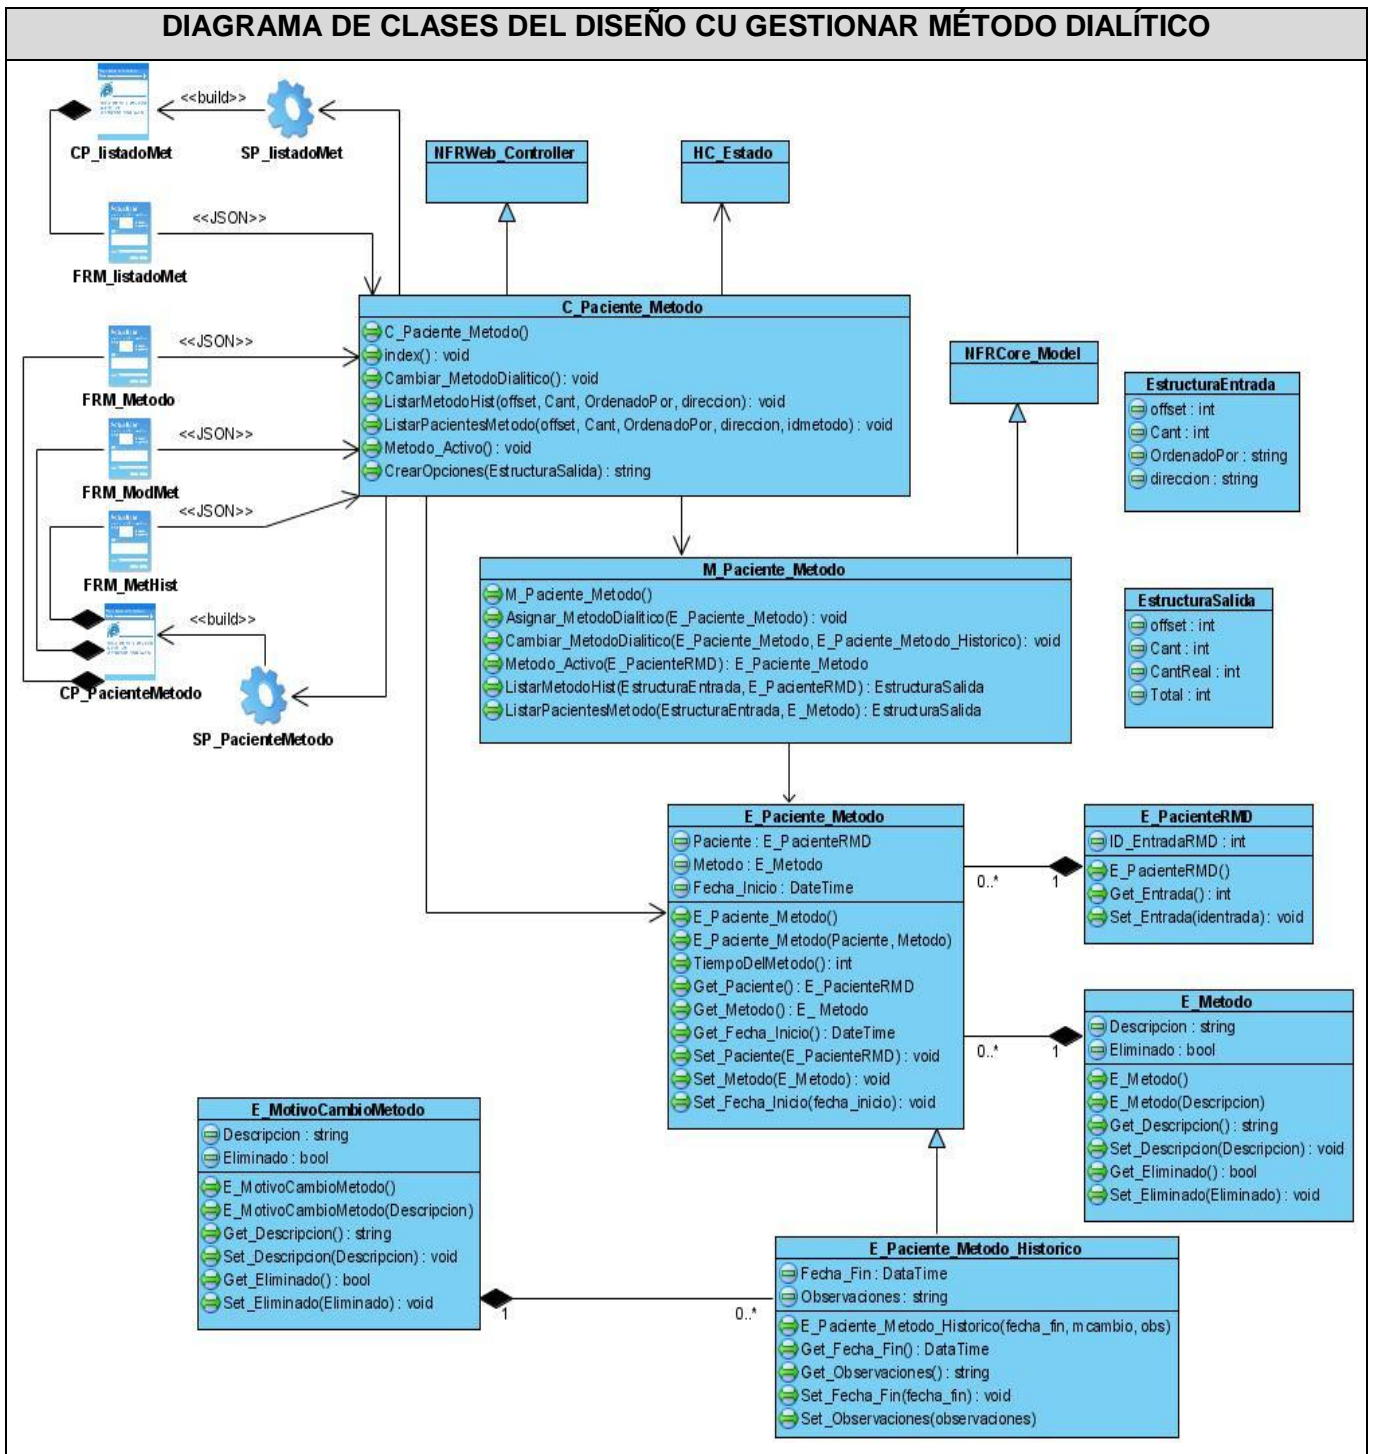 DIAGRAMA DE CLASES DEL DISEÑO CU GESTIONAR MÉTODO DIALÍTICO
<<build>>
CP_listadoMet
SP_listadoMet
<<JSON>>
FRM_listadoMet
NFRWeb_Controller
HC_Estado
C_Paciente_Metodo
C_Paciente_Metodo()
index() : void
Cambiar_MetodoDialitico() : void
ListarMetodoHist(offset, Cant, OrdenadoPor, direccion) : void
ListarPacientesMetodo(offset, Cant, OrdenadoPor, direccion, idmetodo) : void
Metodo_Activo() : void
CrearOpciones(EstructuraSalida) : string
<<JSON>>
FRM_Metodo
<<JSON>>
FRM_ModMet
<<JSON>>
FRM_MetHist
<<build>>
CP_PacienteMetodo
SP_PacienteMetodo
NFRCore_Model
EstructuraEntrada
offset : int
Cant : int
OrdenadoPor : string
direccion : string
M_Paciente_Metodo
M_Paciente_Metodo()
Asignar_MetodoDialitico(E_Paciente_Metodo) : void
Cambiar_MetodoDialitico(E_Paciente_Metodo, E_Paciente_Metodo_Historico) : void
Metodo_Activo(E_PacienteRMD) : E_Paciente_Metodo
ListarMetodoHist(EstructuraEntrada, E_PacienteRMD) : EstructuraSalida
ListarPacientesMetodo(EstructuraEntrada, E_Metodo) : EstructuraSalida
EstructuraSalida
offset : int
Cant : int
CantReal : int
Total : int
E_Paciente_Metodo
Paciente : E_PacienteRMD
Metodo : E_Metodo
Fecha_Inicio : DateTime
E_Paciente_Metodo()
E_Paciente_Metodo(Paciente, Metodo)
TiempoDelMetodo() : int
Get_Paciente() : E_PacienteRMD
Get_Metodo() : E_ Metodo
Get_Fecha_Inicio() : DateTime
Set_Paciente(E_PacienteRMD) : void
Set_Metodo(E_Metodo) : void
Set_Fecha_Inicio(fecha_inicio) : void
0..*
1
E_PacienteRMD
ID_EntradaRMD : int
E_PacienteRMD()
Get_Entrada() : int
Set_Entrada(identrada) : void
0..*
1
E_Metodo
Descripcion : string
Eliminado : bool
E_Metodo()
E_Metodo(Descripcion)
Get_Descripcion() : string
Set_Descripcion(Descripcion) : void
Get_Eliminado() : bool
Set_Eliminado(Eliminado) : void
E_MotivoCambioMetodo
Descripcion : string
Eliminado : bool
E_MotivoCambioMetodo()
E_MotivoCambioMetodo(Descripcion)
Get_Descripcion() : string
Set_Descripcion(Descripcion) : void
Get_Eliminado() : bool
Set_Eliminado(Eliminado) : void
1
0..*
E_Paciente_Metodo_Historico
Fecha_Fin : DataTime
Observaciones : string
E_Paciente_Metodo_Historico(fecha_fin, mcambio, obs)
Get_Fecha_Fin() : DataTime
Get_Observaciones() : string
Set_Fecha_Fin(fecha_fin) : void
Set_Observaciones(observaciones)